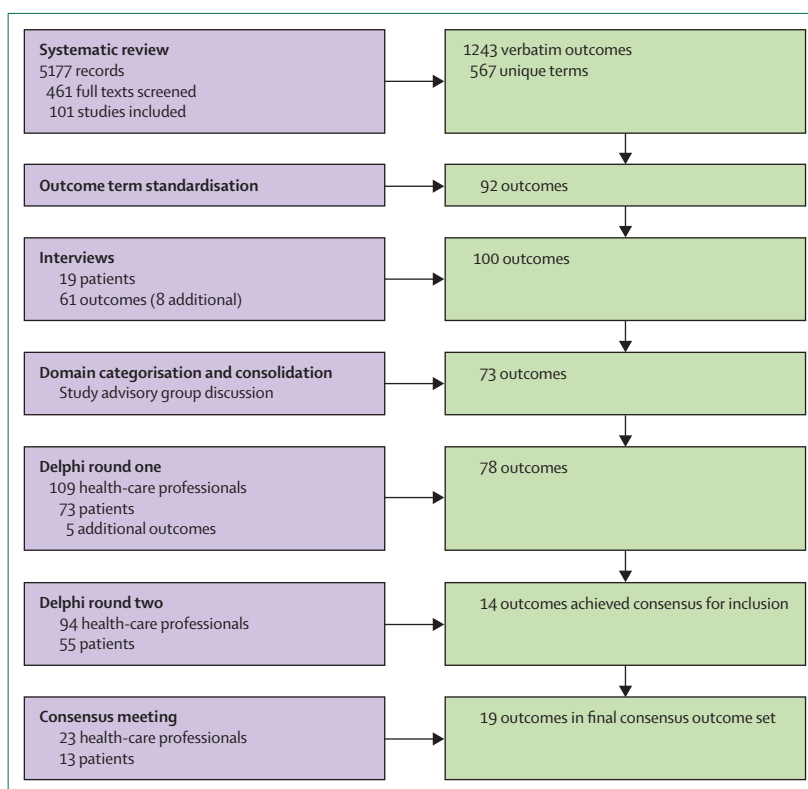 Systematic review
5177 records
461 full texts screened
101 studies included
1243 verbatim outcomes
567 unique terms
Outcome term standardisation
92 outcomes
Interviews
19 patients
61 outcomes (8 additional)
100 outcomes
Domain categorisation and consolidation
Study advisory group discussion
73 outcomes
Delphi round one
109 health-care professionals
73 patients
5 additional outcomes
78 outcomes
Delphi round two
94 health-care professionals
55 patients
14 outcomes achieved consensus for inclusion
Consensus meeting
23 health-care professionals
13 patients
19 outcomes in final consensus outcome set